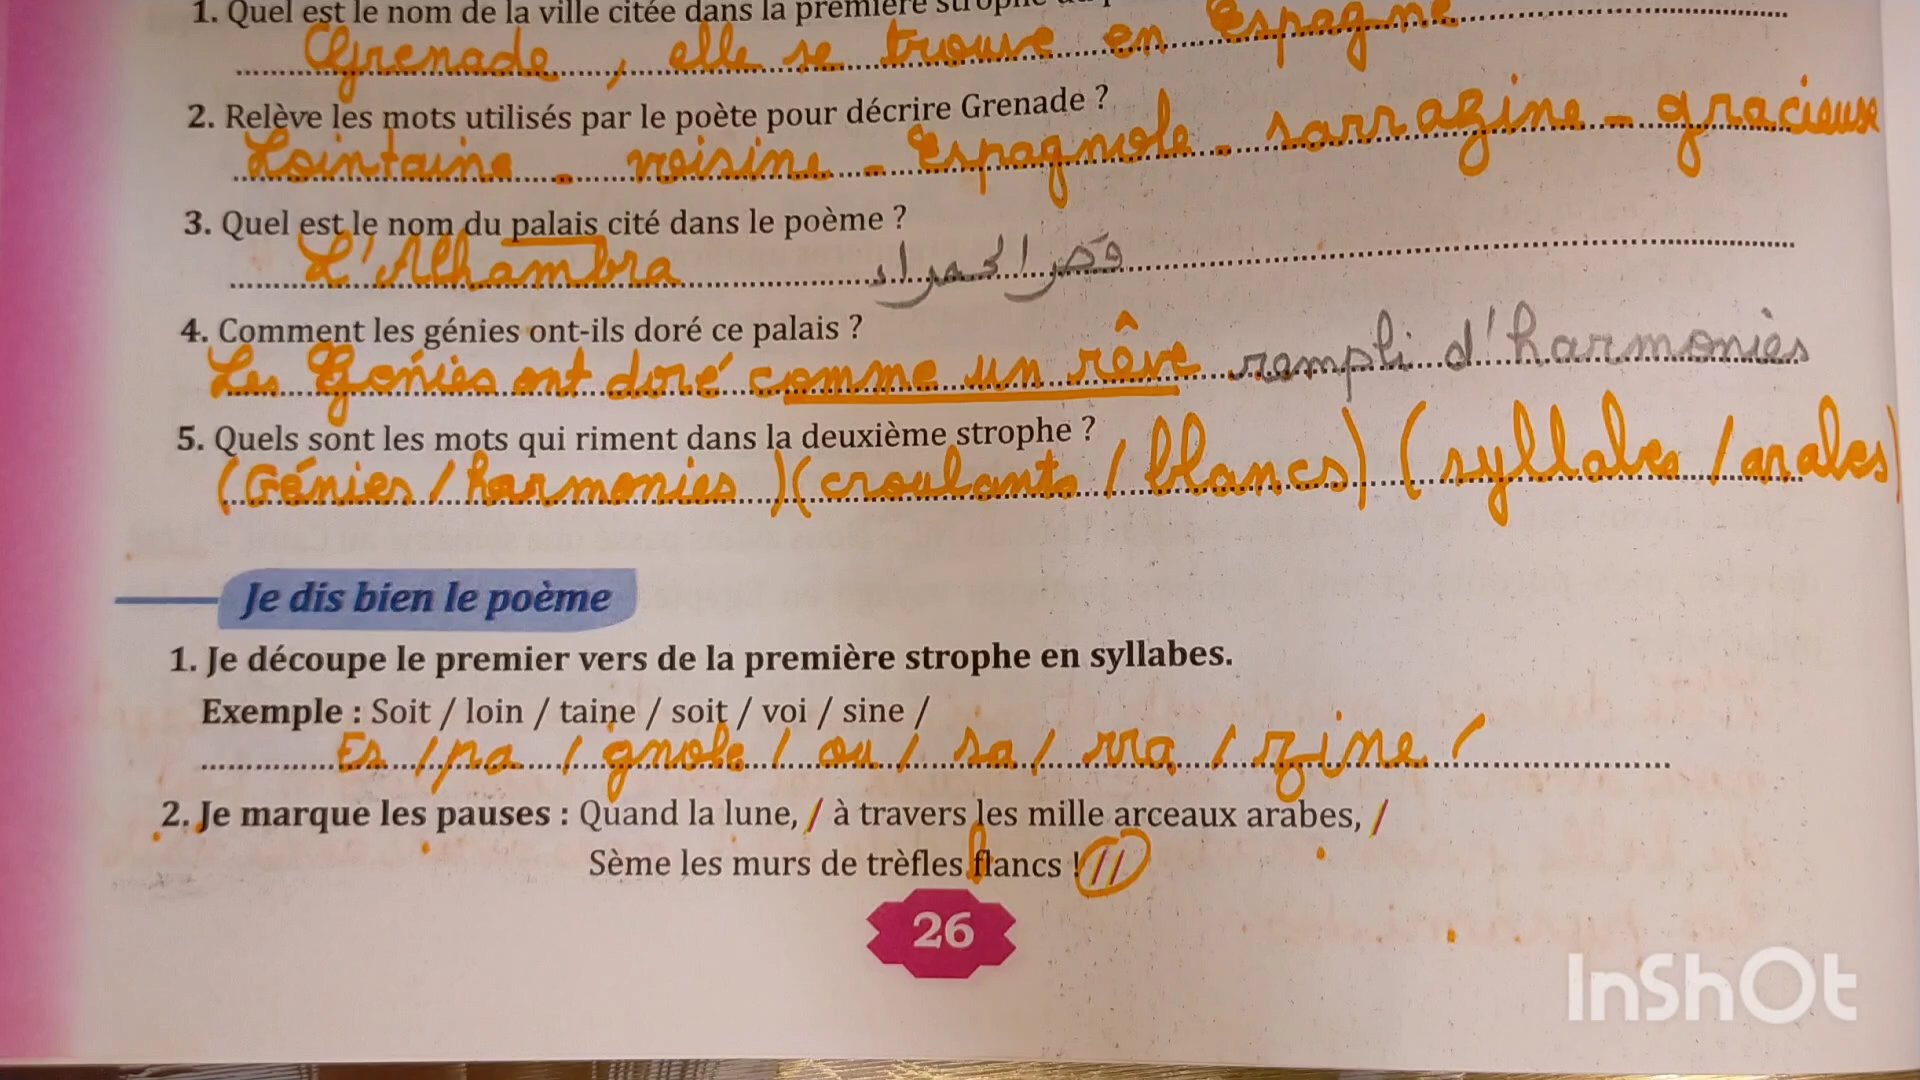 1. Quel est le nom de la ville citée dans la première strophe
Grenade, elle se trouve en Espagne
2. Relève les mots utilisés par le poète pour décrire Grenade ?
Lointaine - voisine - Espagnole - sarrazine - gracieuse
3. Quel est le nom du palais cité dans le poème ?
L'Alhambra قصر الحمراء
4. Comment les génies ont-ils doré ce palais ?
Les Génies ont doré comme un rêve rempli d'harmonies
5. Quels sont les mots qui riment dans la deuxième strophe ?
(Génies / harmonies) (croulants / blancs) (syllabes / arabes)
Je dis bien le poème
1. Je découpe le premier vers de la première strophe en syllabes.
Exemple : Soit / loin / taine / soit / voi / sine /
Es / pa / gnole / ou / sa / rra / zine /
2. Je marque les pauses : Quand la lune, / à travers les mille arceaux arabes, /
Sème les murs de trèfles flancs ! //
26
InShOt